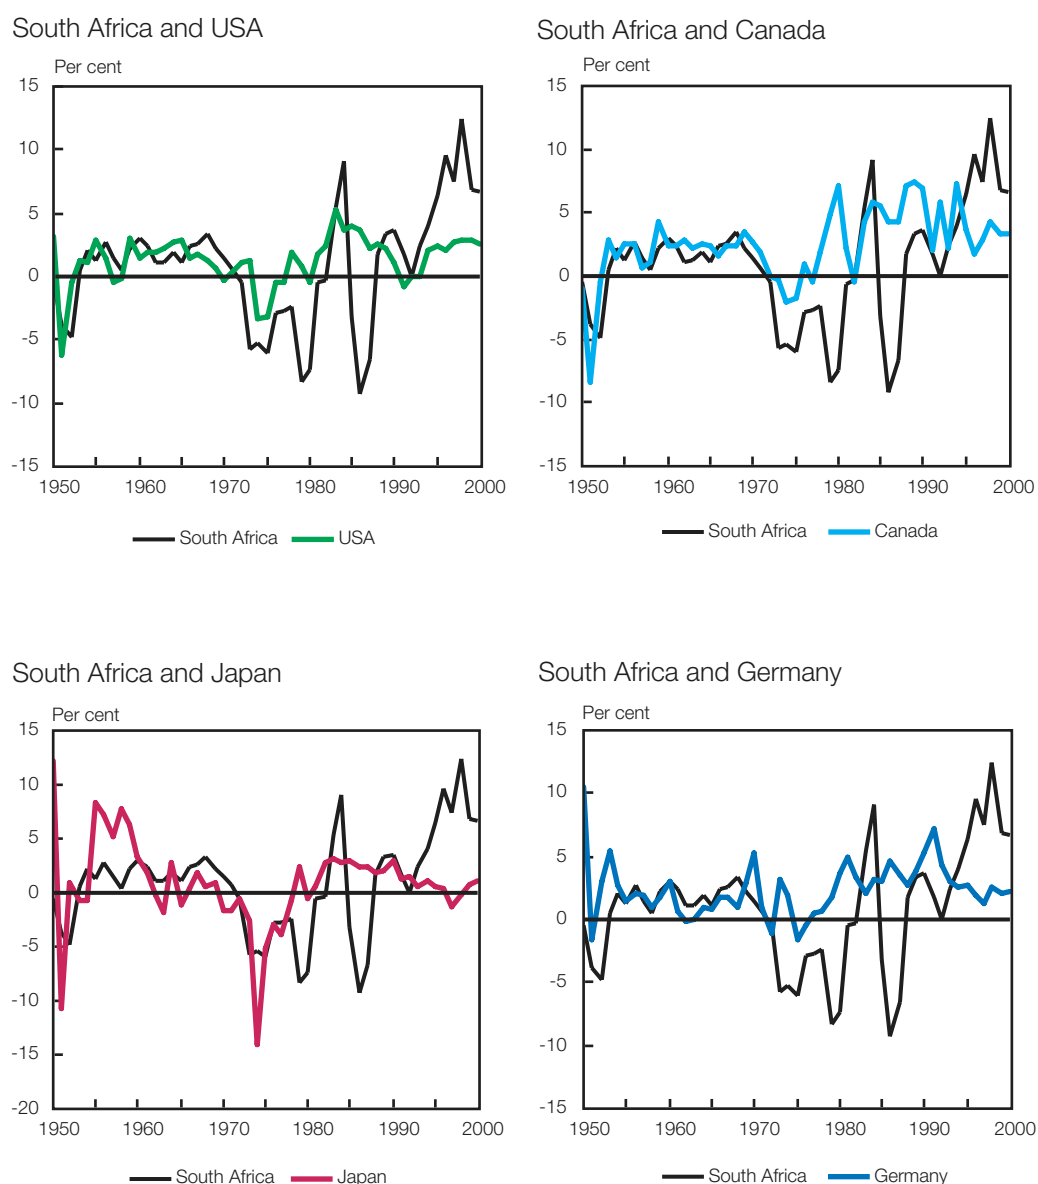 South Africa and USA
Per cent
15
10
5
0
-5
-10
-15
1950 1960 1970 1980 1990 2000
South Africa USA
South Africa and Canada
Per cent
15
10
5
0
-5
-10
-15
1950 1960 1970 1980 1990 2000
South Africa Canada
South Africa and Japan
Per cent
15
10
5
0
-5
-10
-15
-20
1950 1960 1970 1980 1990 2000
South Africa Japan
South Africa and Germany
Per cent
15
10
5
0
-5
-10
-15
1950 1960 1970 1980 1990 2000
South Africa Germany